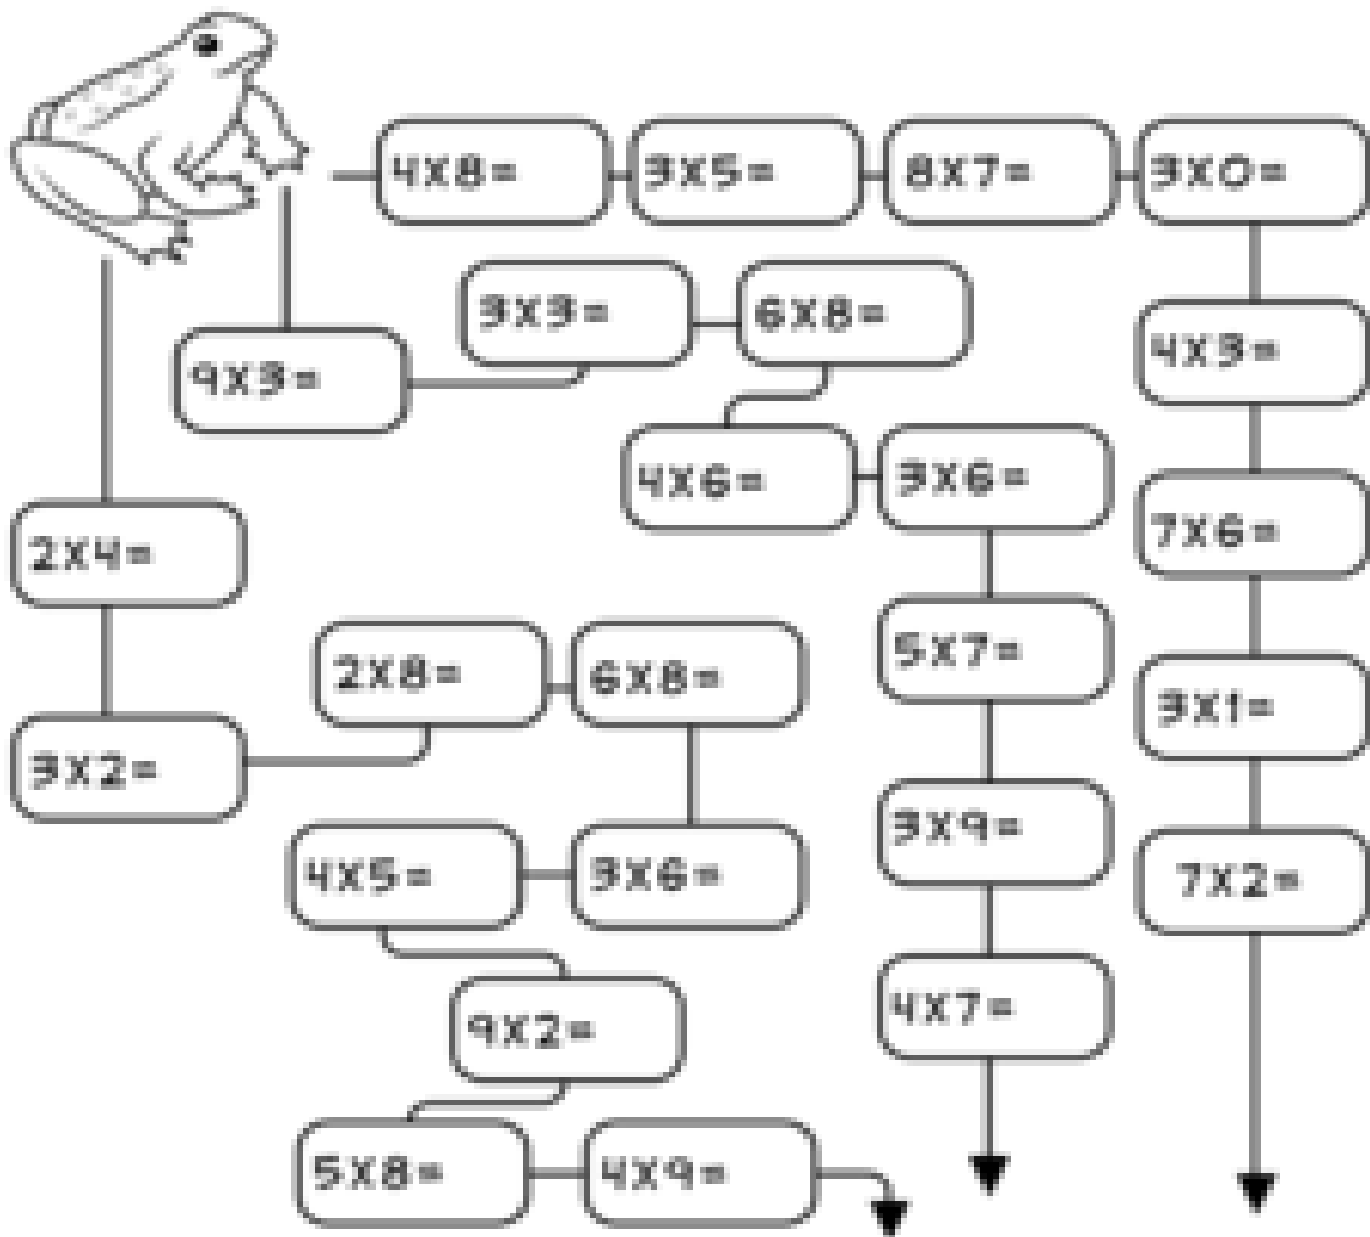 4X8=
3X5=
8X7=
3X0=
3X3=
6X8=
4X3=
9X3=
4X6=
3X6=
7X6=
2X4=
2X8=
6X8=
5X7=
3X1=
3X2=
3X9=
4X5=
3X6=
7X2=
9X2=
4X7=
5X8=
4X9=